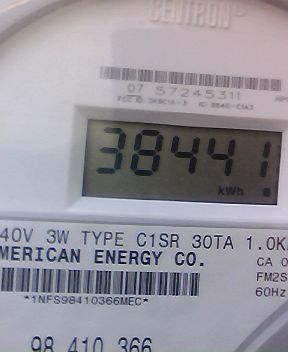 CENTRON
07 57245311
38441
kWh
40V 3W TYPE C1SR 30TA 1.0K
MERICAN ENERGY CO.
CA 0
FM2S
*1NFS98410366MEC*
60Hz
98 410 366